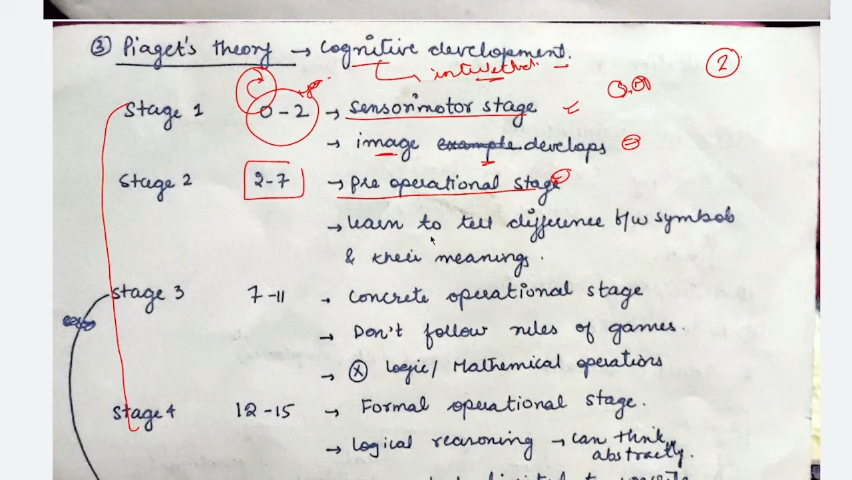 ③ Piaget's theory → Cognitive development.
intellectual
2
Stage 1 0-2 → sensorimotor stage
→ image example develops
Stage 2 2-7 → pre operational stage
→ learn to tell difference b/w symbols
& their meanings.
Stage 3 7-11 → Concrete operational stage
→ Don't follow rules of games.
→ ⓧ logic/Mathemical operations
Stage 4 12-15 → Formal operational stage.
→ Logical reasoning → can think
abstractly.